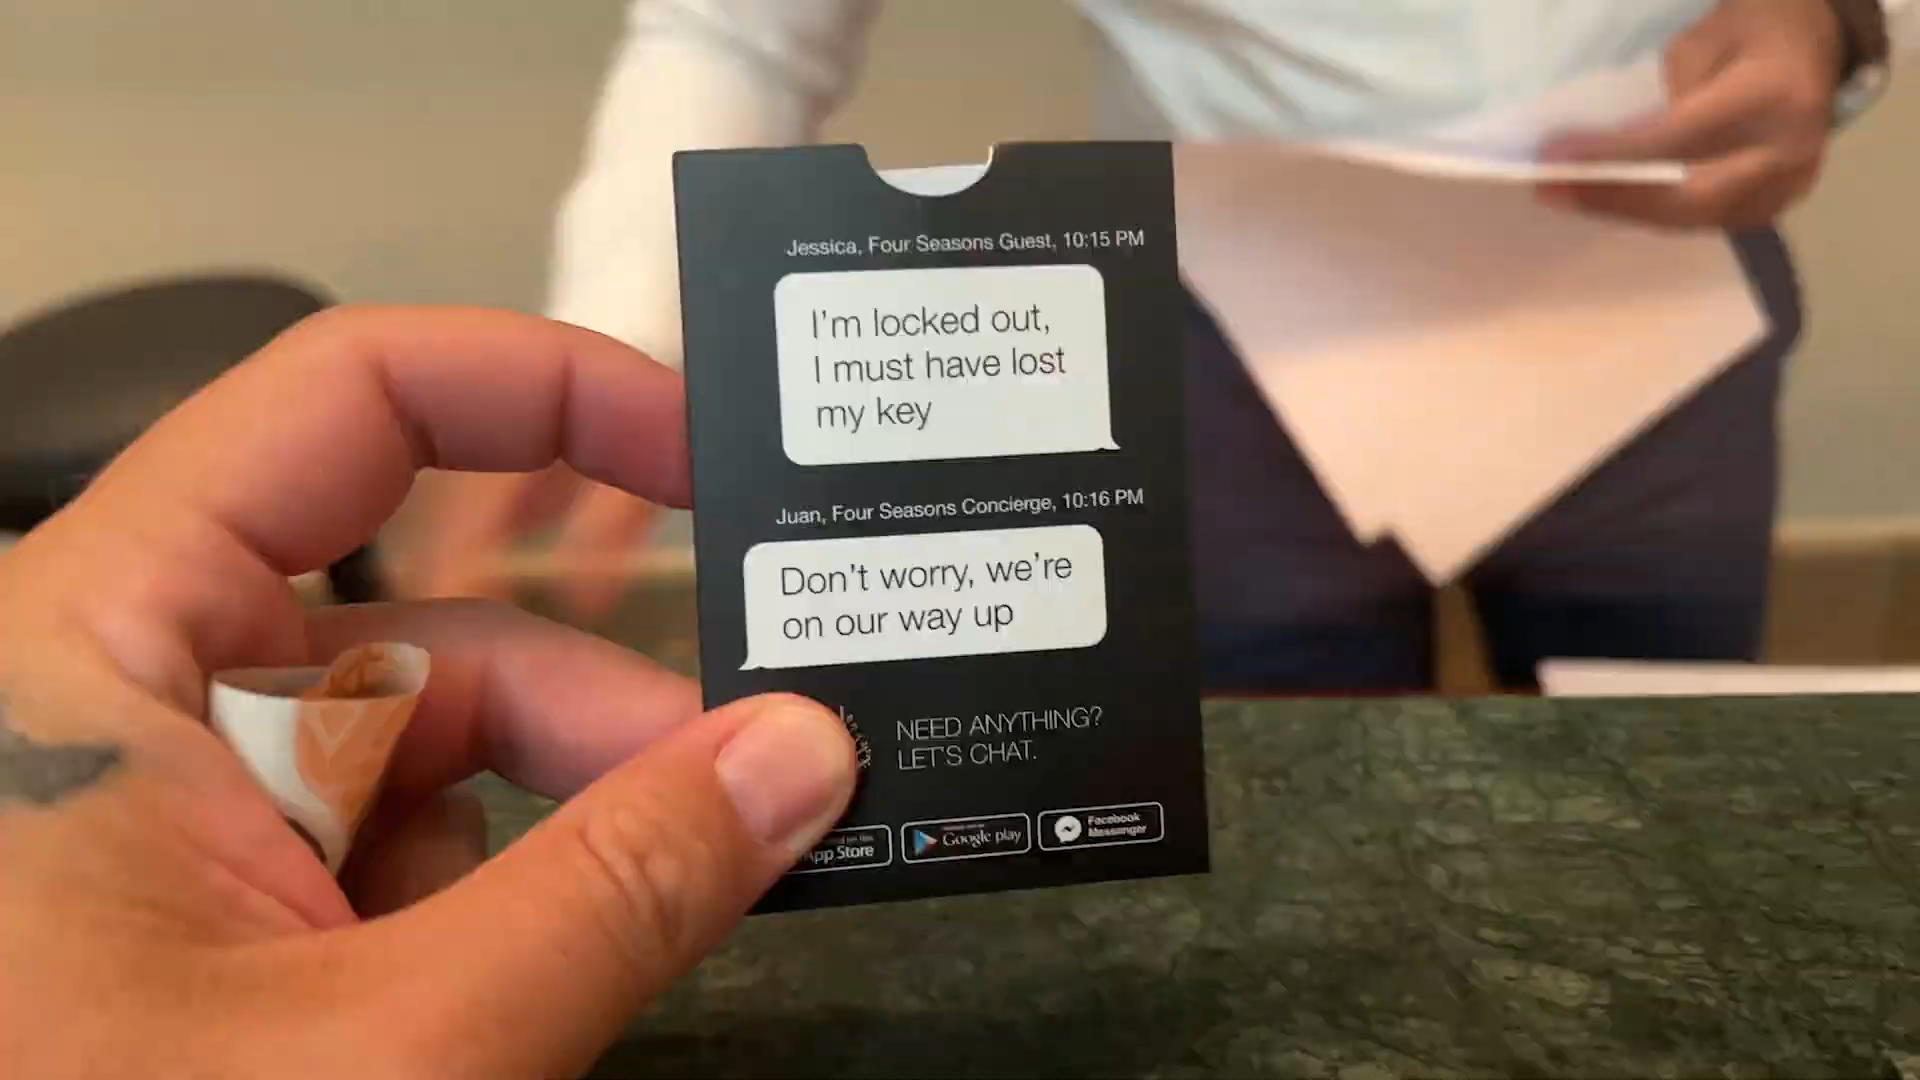 Jessica, Four Seasons Guest, 10:15 PM
I'm locked out,
I must have lost
my key
Juan, Four Seasons Concierge, 10:16 PM
Don't worry, we're
on our way up
NEED ANYTHING?
LET'S CHAT.
App Store
Google play
Facebook
Messenger